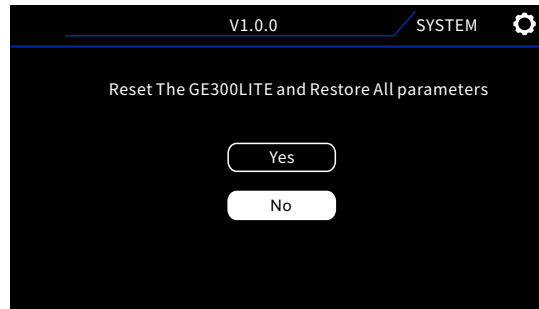 V1.0.0 SYSTEM
Reset The GE300LITE and Restore All parameters
Yes
No